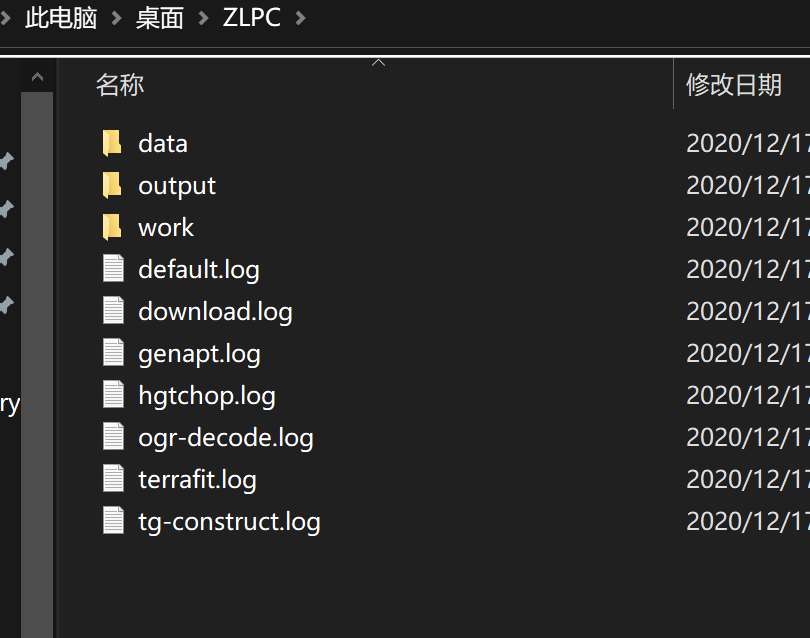 此电脑 桌面 ZLPC
名称 修改日期
data 2020/12/17
output 2020/12/17
work 2020/12/17
default.log 2020/12/17
download.log 2020/12/17
genapt.log 2020/12/17
hgtchop.log 2020/12/17
ry
ogr-decode.log 2020/12/17
terrafit.log 2020/12/17
tg-construct.log 2020/12/17